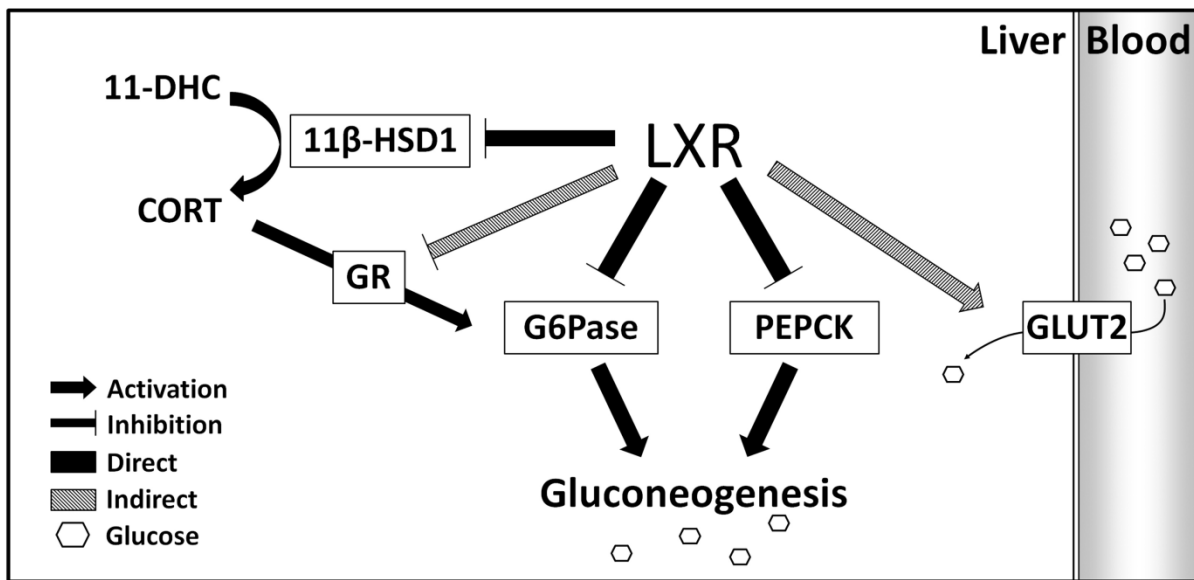 Liver
Blood
11-DHC
11β-HSD1
LXR
CORT
GR
G6Pase
PEPCK
GLUT2
Activation
Inhibition
Direct
Indirect
Glucose
Gluconeogenesis